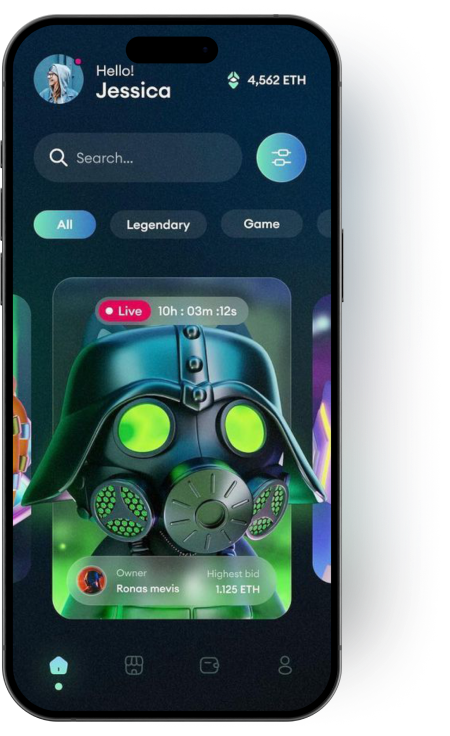 Hello!
Jessica
4,562 ETH
Search...
All
Legendary
Game
Live
10h : 03m :12s
Owner
Highest bid
Ronas mevis
1.125 ETH